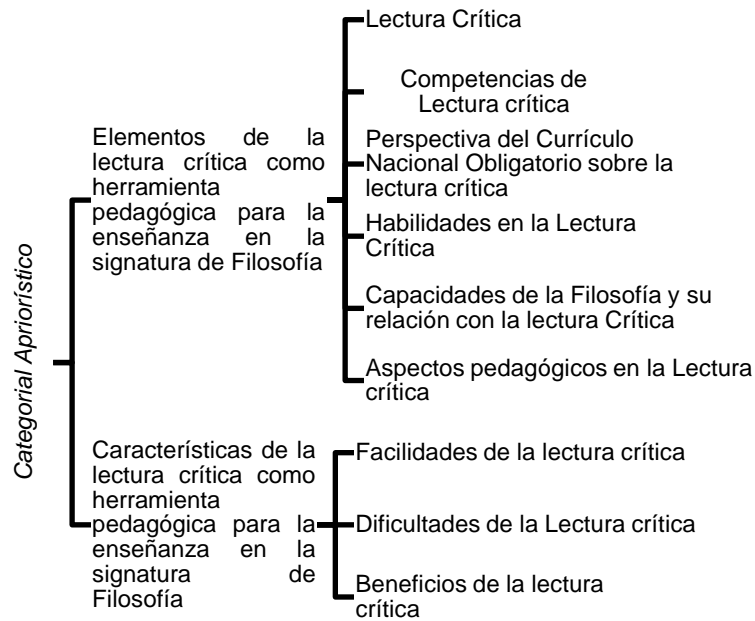 Categorial Apriorístico
Elementos de la
lectura crítica como
herramienta
pedagógica para la
enseñanza en la
signatura de Filosofía
Lectura Crítica
Competencias de
Lectura crítica
Perspectiva del Currículo
Nacional Obligatorio sobre la
lectura crítica
Habilidades en la Lectura
Crítica
Capacidades de la Filosofía y su
relación con la lectura Crítica
Aspectos pedagógicos en la Lectura
crítica
Características de la
lectura crítica como
herramienta
pedagógica para la
enseñanza en la
signatura de
Filosofía
Facilidades de la lectura crítica
Dificultades de la Lectura crítica
Beneficios de la lectura
crítica